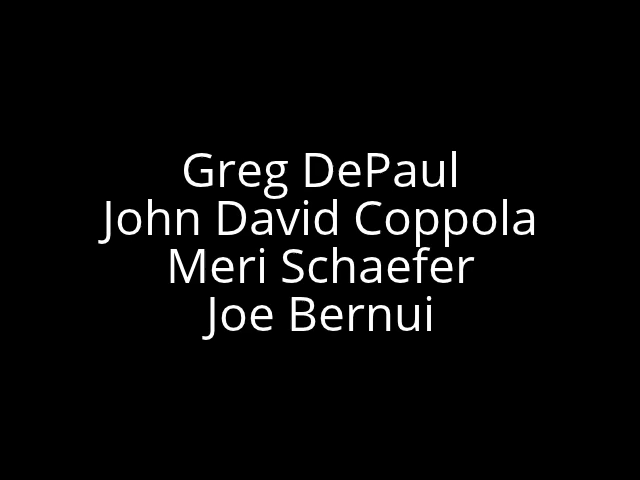 Greg DePaul
John David Coppola
Meri Schaefer
Joe Bernui